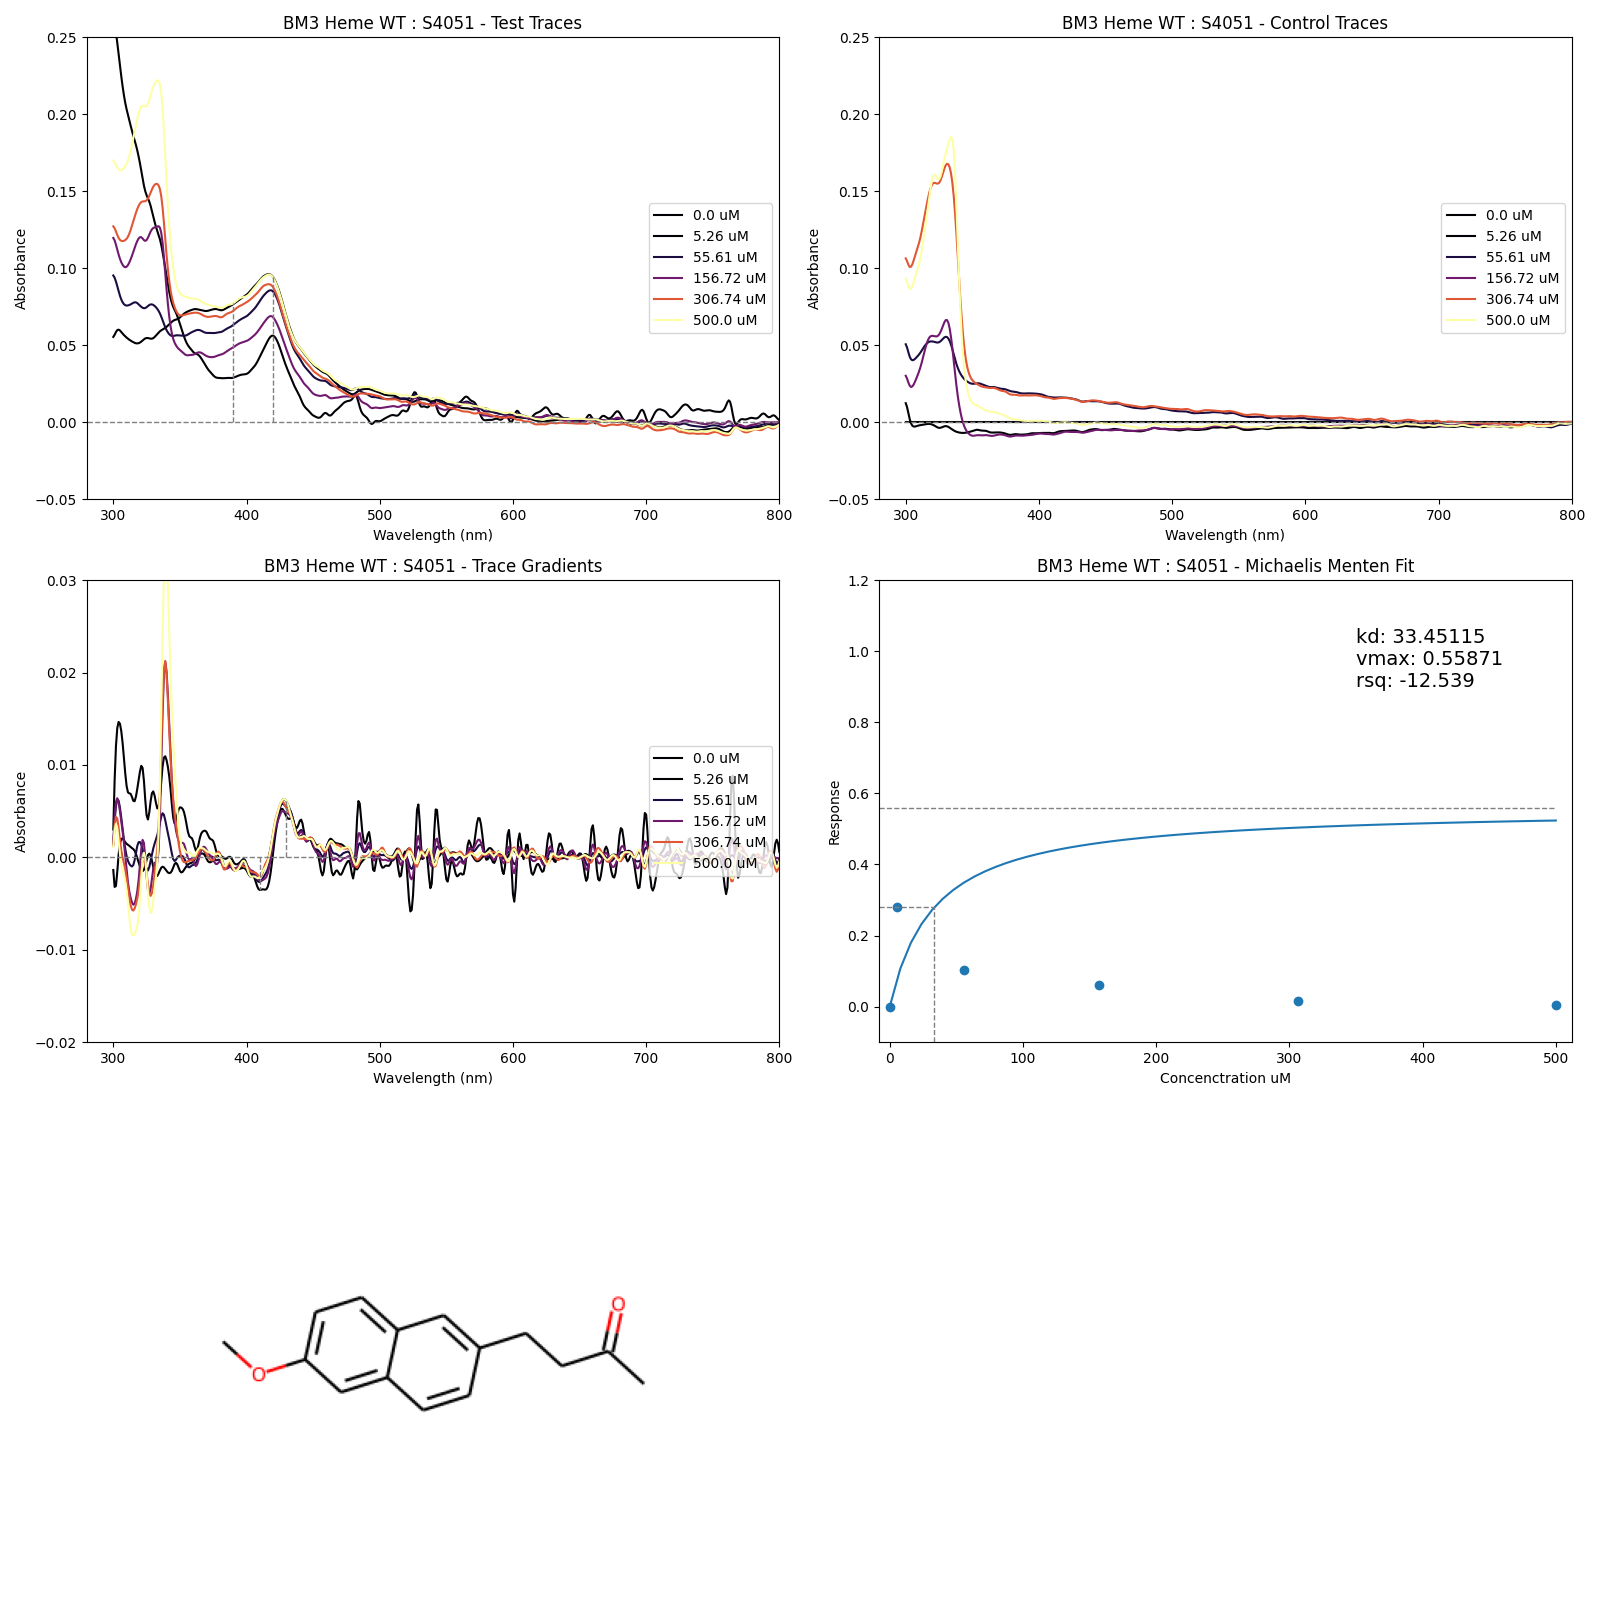 BM3 Heme WT : S4051 - Test Traces
0.25
0.20
0.15
0.10
0.05
0.00
−0.05
Absorbance
300
400
500
600
700
800
Wavelength (nm)
0.0 uM
5.26 uM
55.61 uM
156.72 uM
306.74 uM
500.0 uM
BM3 Heme WT : S4051 - Control Traces
0.25
0.20
0.15
0.10
0.05
0.00
−0.05
Absorbance
300
400
500
600
700
800
Wavelength (nm)
0.0 uM
5.26 uM
55.61 uM
156.72 uM
306.74 uM
500.0 uM
BM3 Heme WT : S4051 - Trace Gradients
0.03
0.02
0.01
0.00
−0.01
−0.02
Absorbance
300
400
500
600
700
800
Wavelength (nm)
0.0 uM
5.26 uM
55.61 uM
156.72 uM
306.74 uM
500.0 uM
BM3 Heme WT : S4051 - Michaelis Menten Fit
1.2
1.0
0.8
0.6
0.4
0.2
0.0
Response
0
100
200
300
400
500
Concenctration uM
kd: 33.45115
vmax: 0.55871
rsq: -12.539
O
O